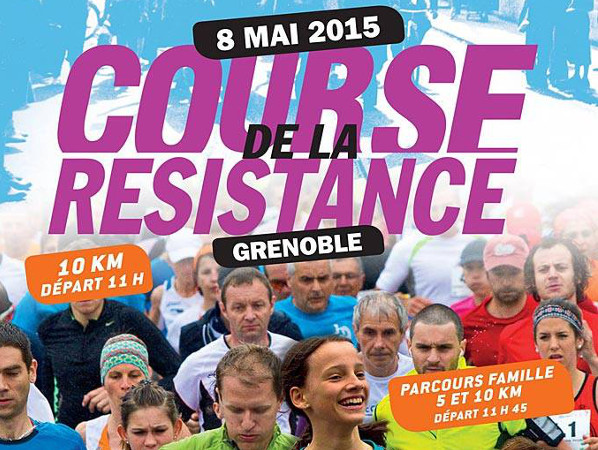 8 MAI 2015
COURSE
DE LA
RESISTANCE
GRENOBLE
10 KM
DÉPART 11 H
PARCOURS FAMILLE
5 ET 10 KM
DÉPART 11 H 45
1